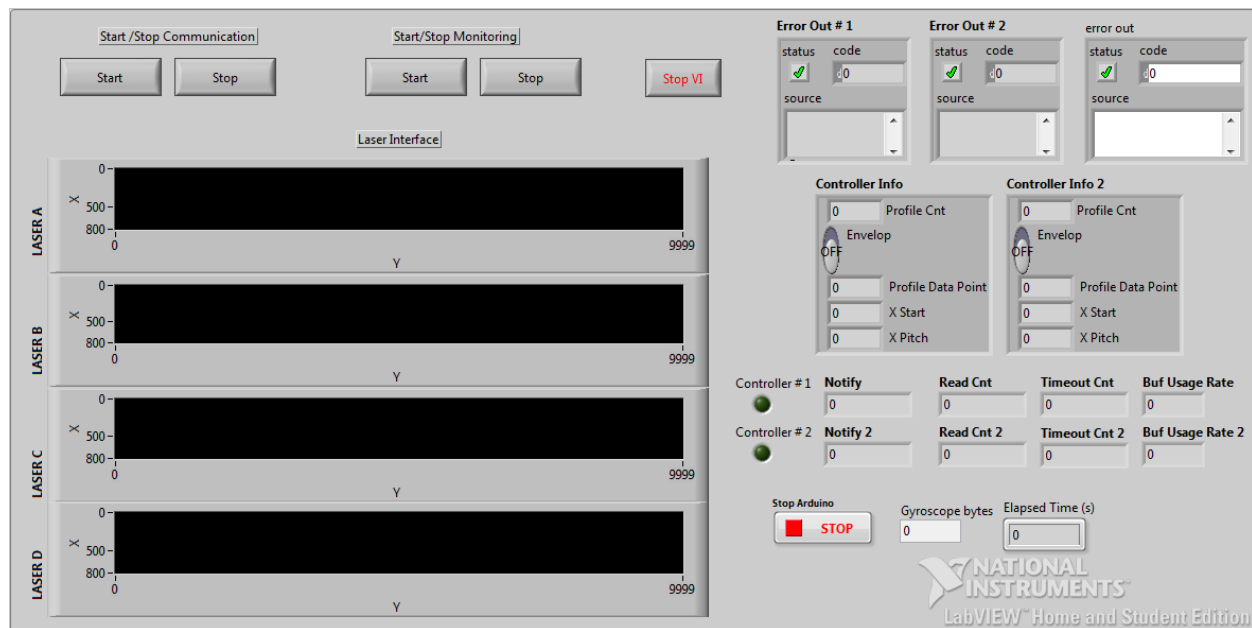 Start /Stop Communication
Start/Stop Monitoring
Start
Stop
Start
Stop
Stop VI
Error Out # 1
Error Out # 2
error out
status code
status code
status code
d0
d0
d0
source
source
source
Laser Interface
LASER A
X
0
500
800
0
9999
Y
LASER B
X
0
500
800
0
9999
Y
LASER C
X
0
500
800
0
9999
Y
LASER D
X
0
500
800
0
9999
Y
Controller Info
0 Profile Cnt
Envelop
OFF
0 Profile Data Point
0 X Start
0 X Pitch
Controller Info 2
0 Profile Cnt
Envelop
OFF
0 Profile Data Point
0 X Start
0 X Pitch
Controller # 1 Notify Read Cnt Timeout Cnt Buf Usage Rate
0 0 0 0
Controller # 2 Notify 2 Read Cnt 2 Timeout Cnt 2 Buf Usage Rate 2
0 0 0 0
Stop Arduino
STOP
Gyroscope bytes
0
Elapsed Time (s)
0
NATIONAL
INSTRUMENTS™
LabVIEW™ Home and Student Edition